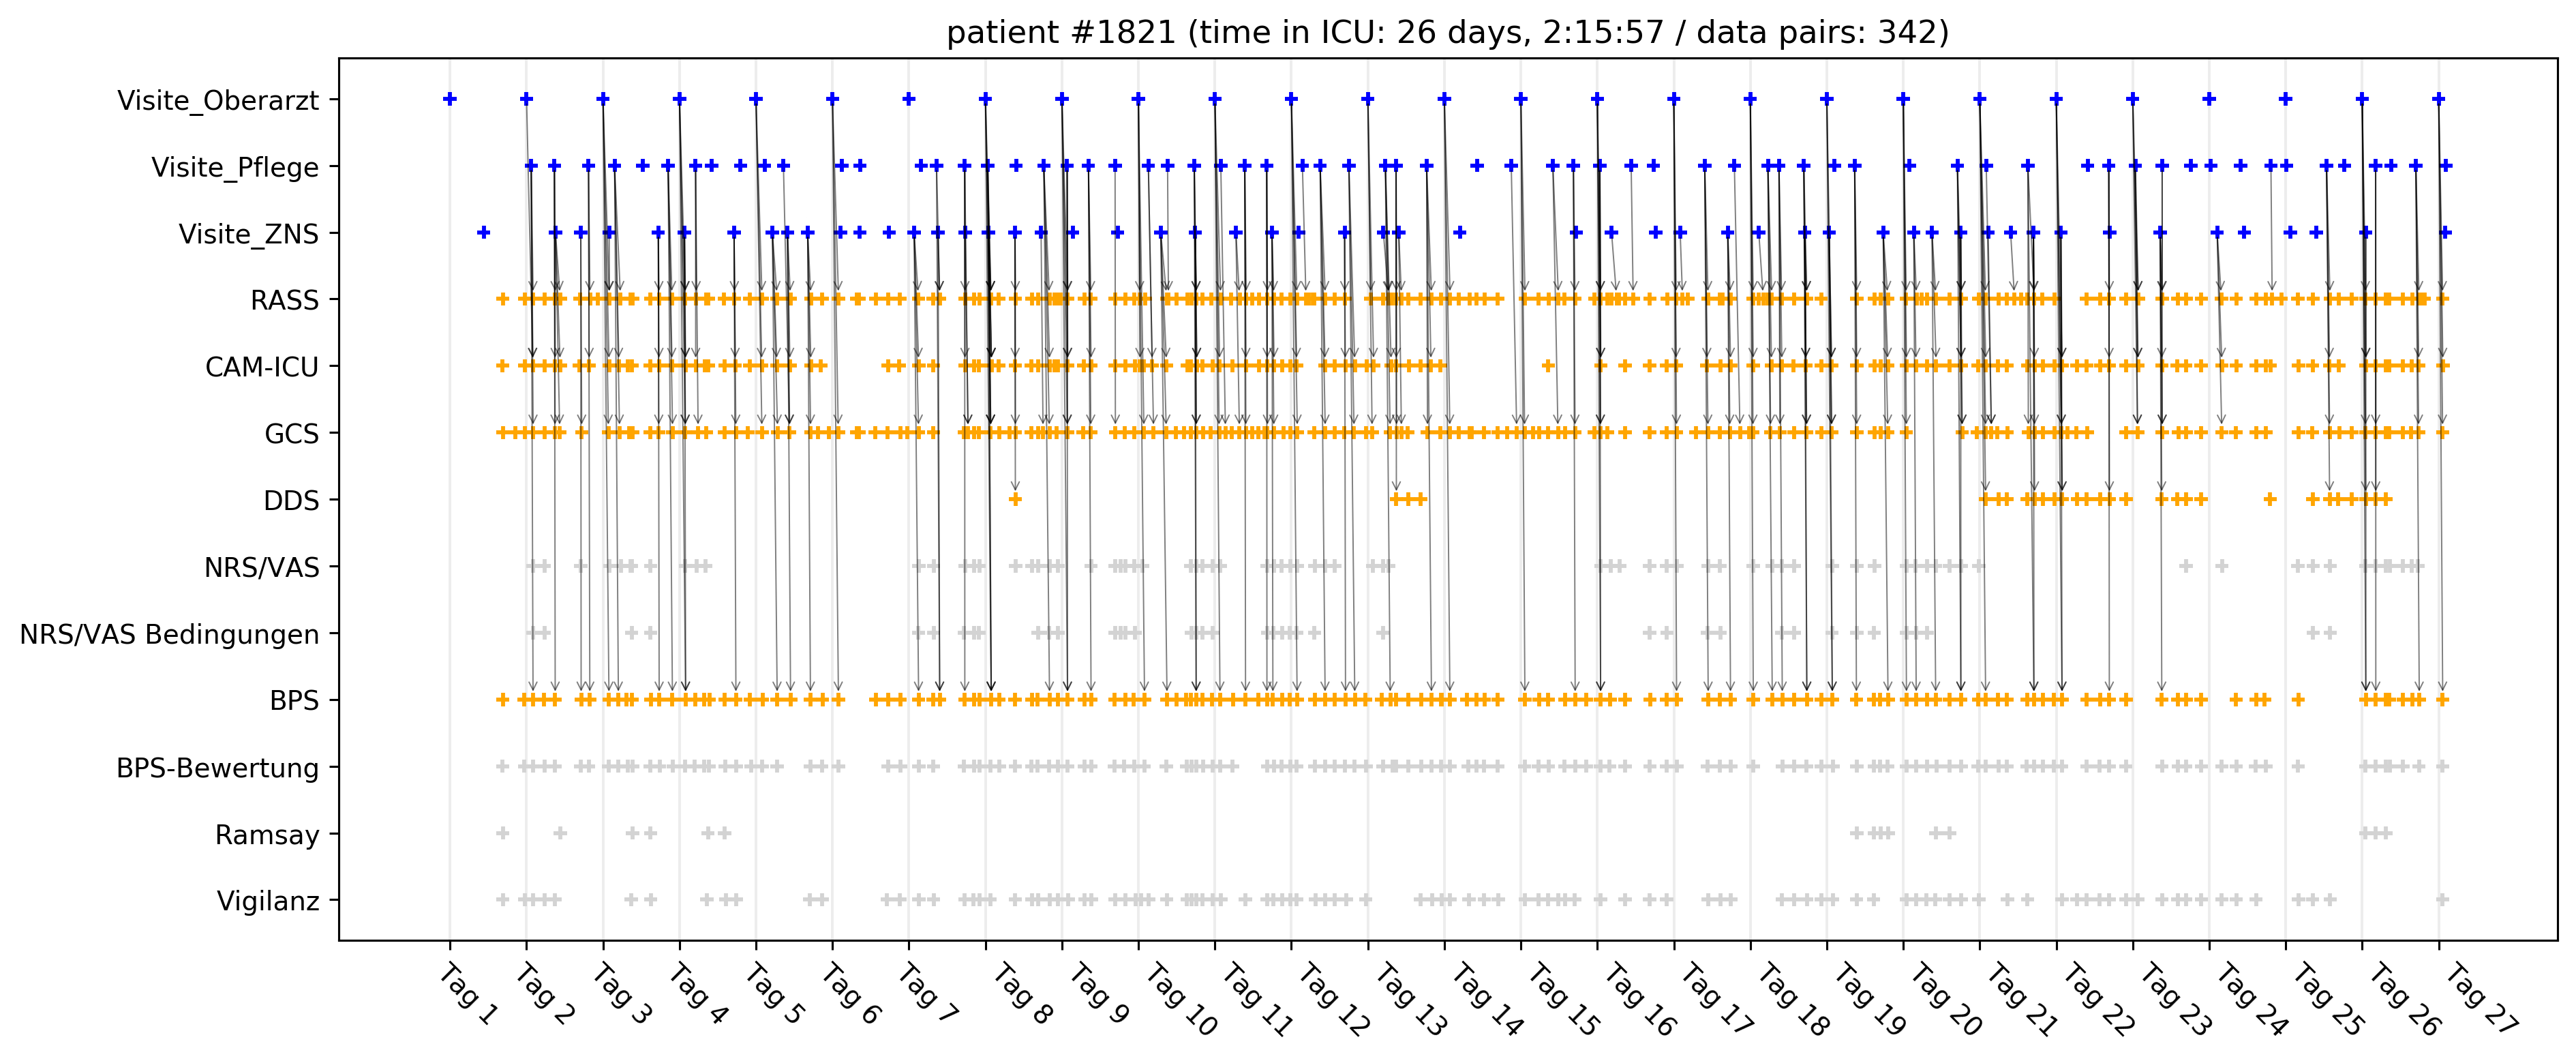 patient #1821 (time in ICU: 26 days, 2:15:57 / data pairs: 342)
Visite_Oberarzt
Visite_Pflege
Visite_ZNS
RASS
CAM-ICU
GCS
DDS
NRS/VAS
NRS/VAS Bedingungen
BPS
BPS-Bewertung
Ramsay
Vigilanz
Tag 1
Tag 2
Tag 3
Tag 4
Tag 5
Tag 6
Tag 7
Tag 8
Tag 9
Tag 10
Tag 11
Tag 12
Tag 13
Tag 14
Tag 15
Tag 16
Tag 17
Tag 18
Tag 19
Tag 20
Tag 21
Tag 22
Tag 23
Tag 24
Tag 25
Tag 26
Tag 27